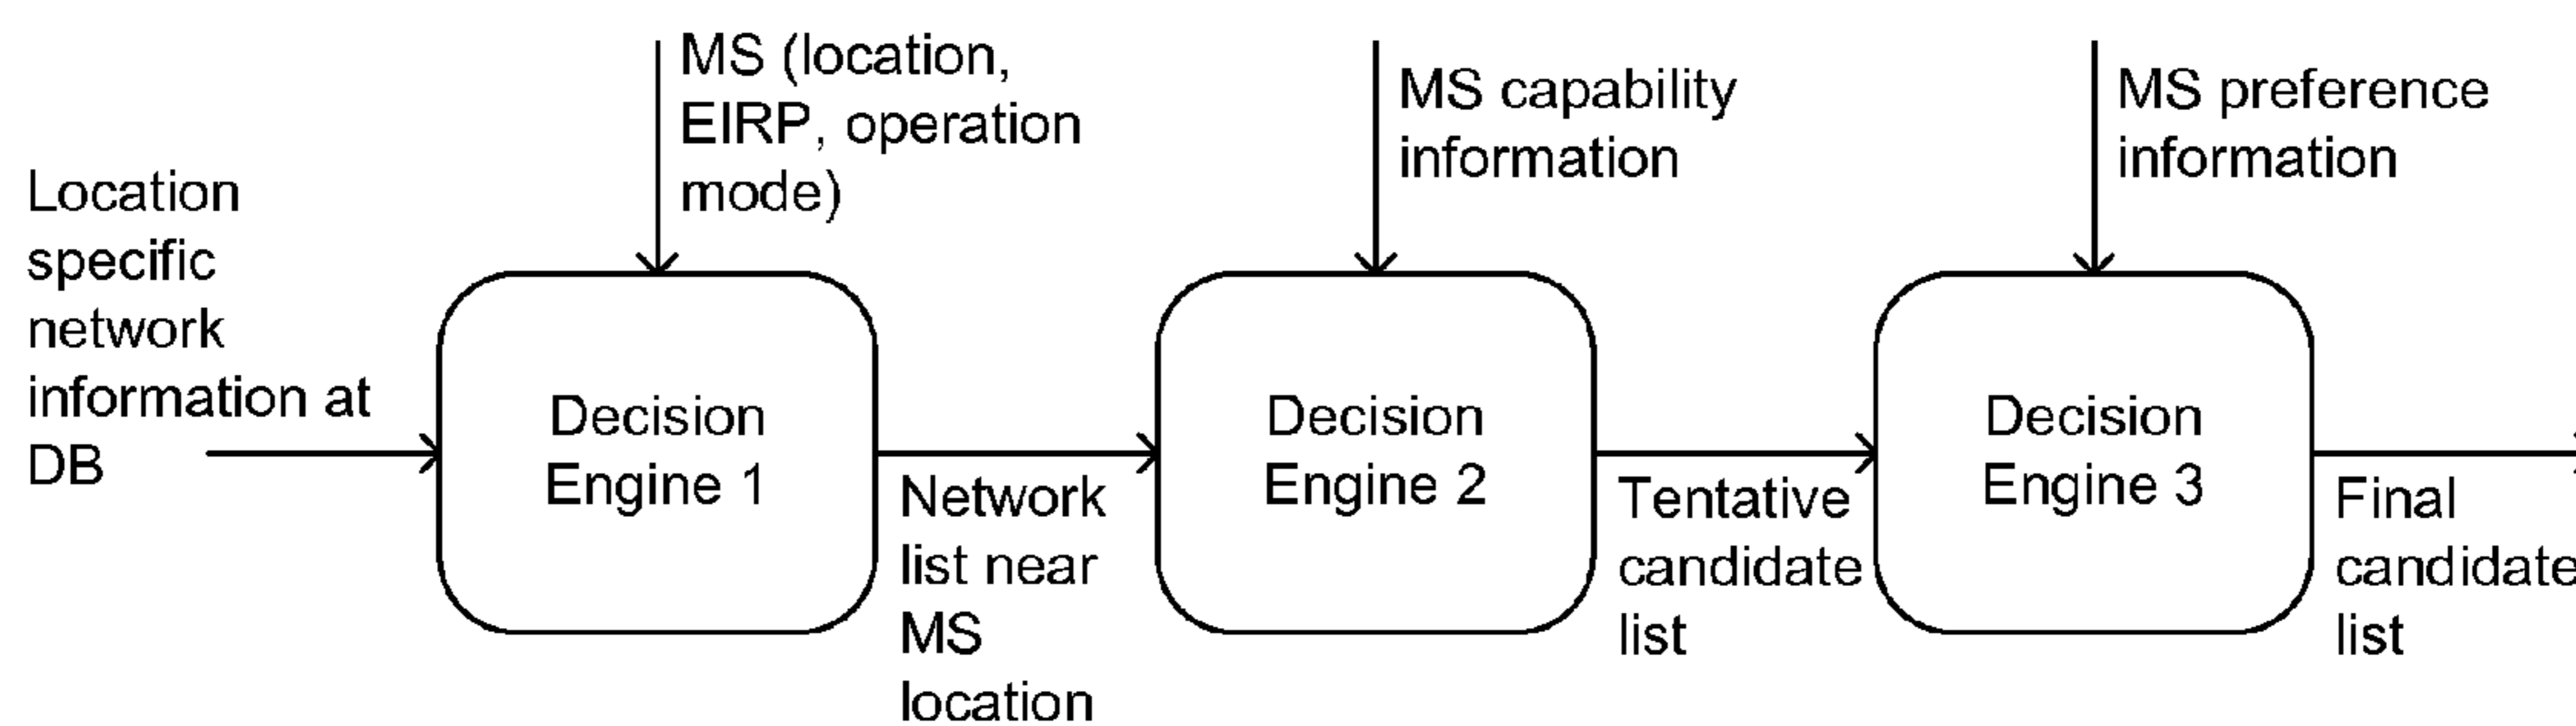 Location
specific
network
information at
DB
MS (location,
EIRP, operation
mode)
Decision
Engine 1
Network
list near
MS
location
MS capability
information
Decision
Engine 2
Tentative
candidate
list
MS preference
information
Decision
Engine 3
Final
candidate
list